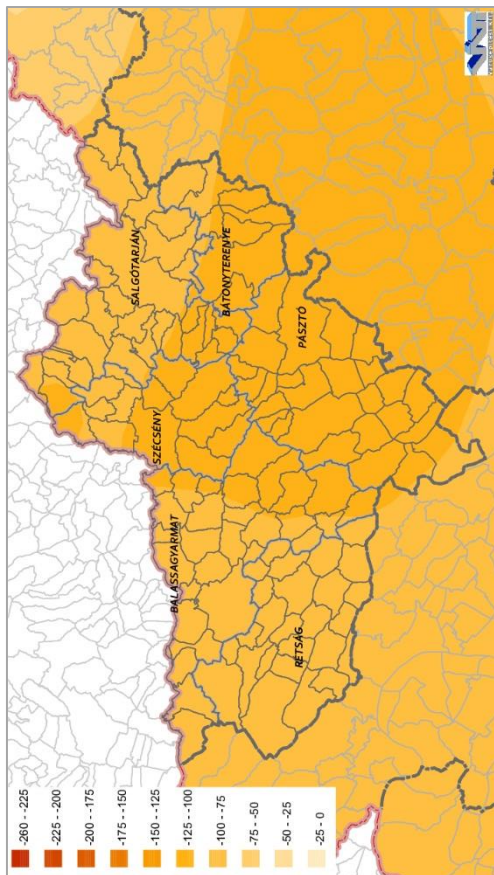 -260 - -225
-225 - -200
-200 - -175
-175 - -150
-150 - -125
-125 - -100
-100 - -75
-75 - -50
-50 - -25
-25 - 0
SALGÓTARJÁN
BÁTONYTERENYE
PÁSZTÓ
SZÉCSÉNY
BALASSAGYARMAT
RÉTSÁG